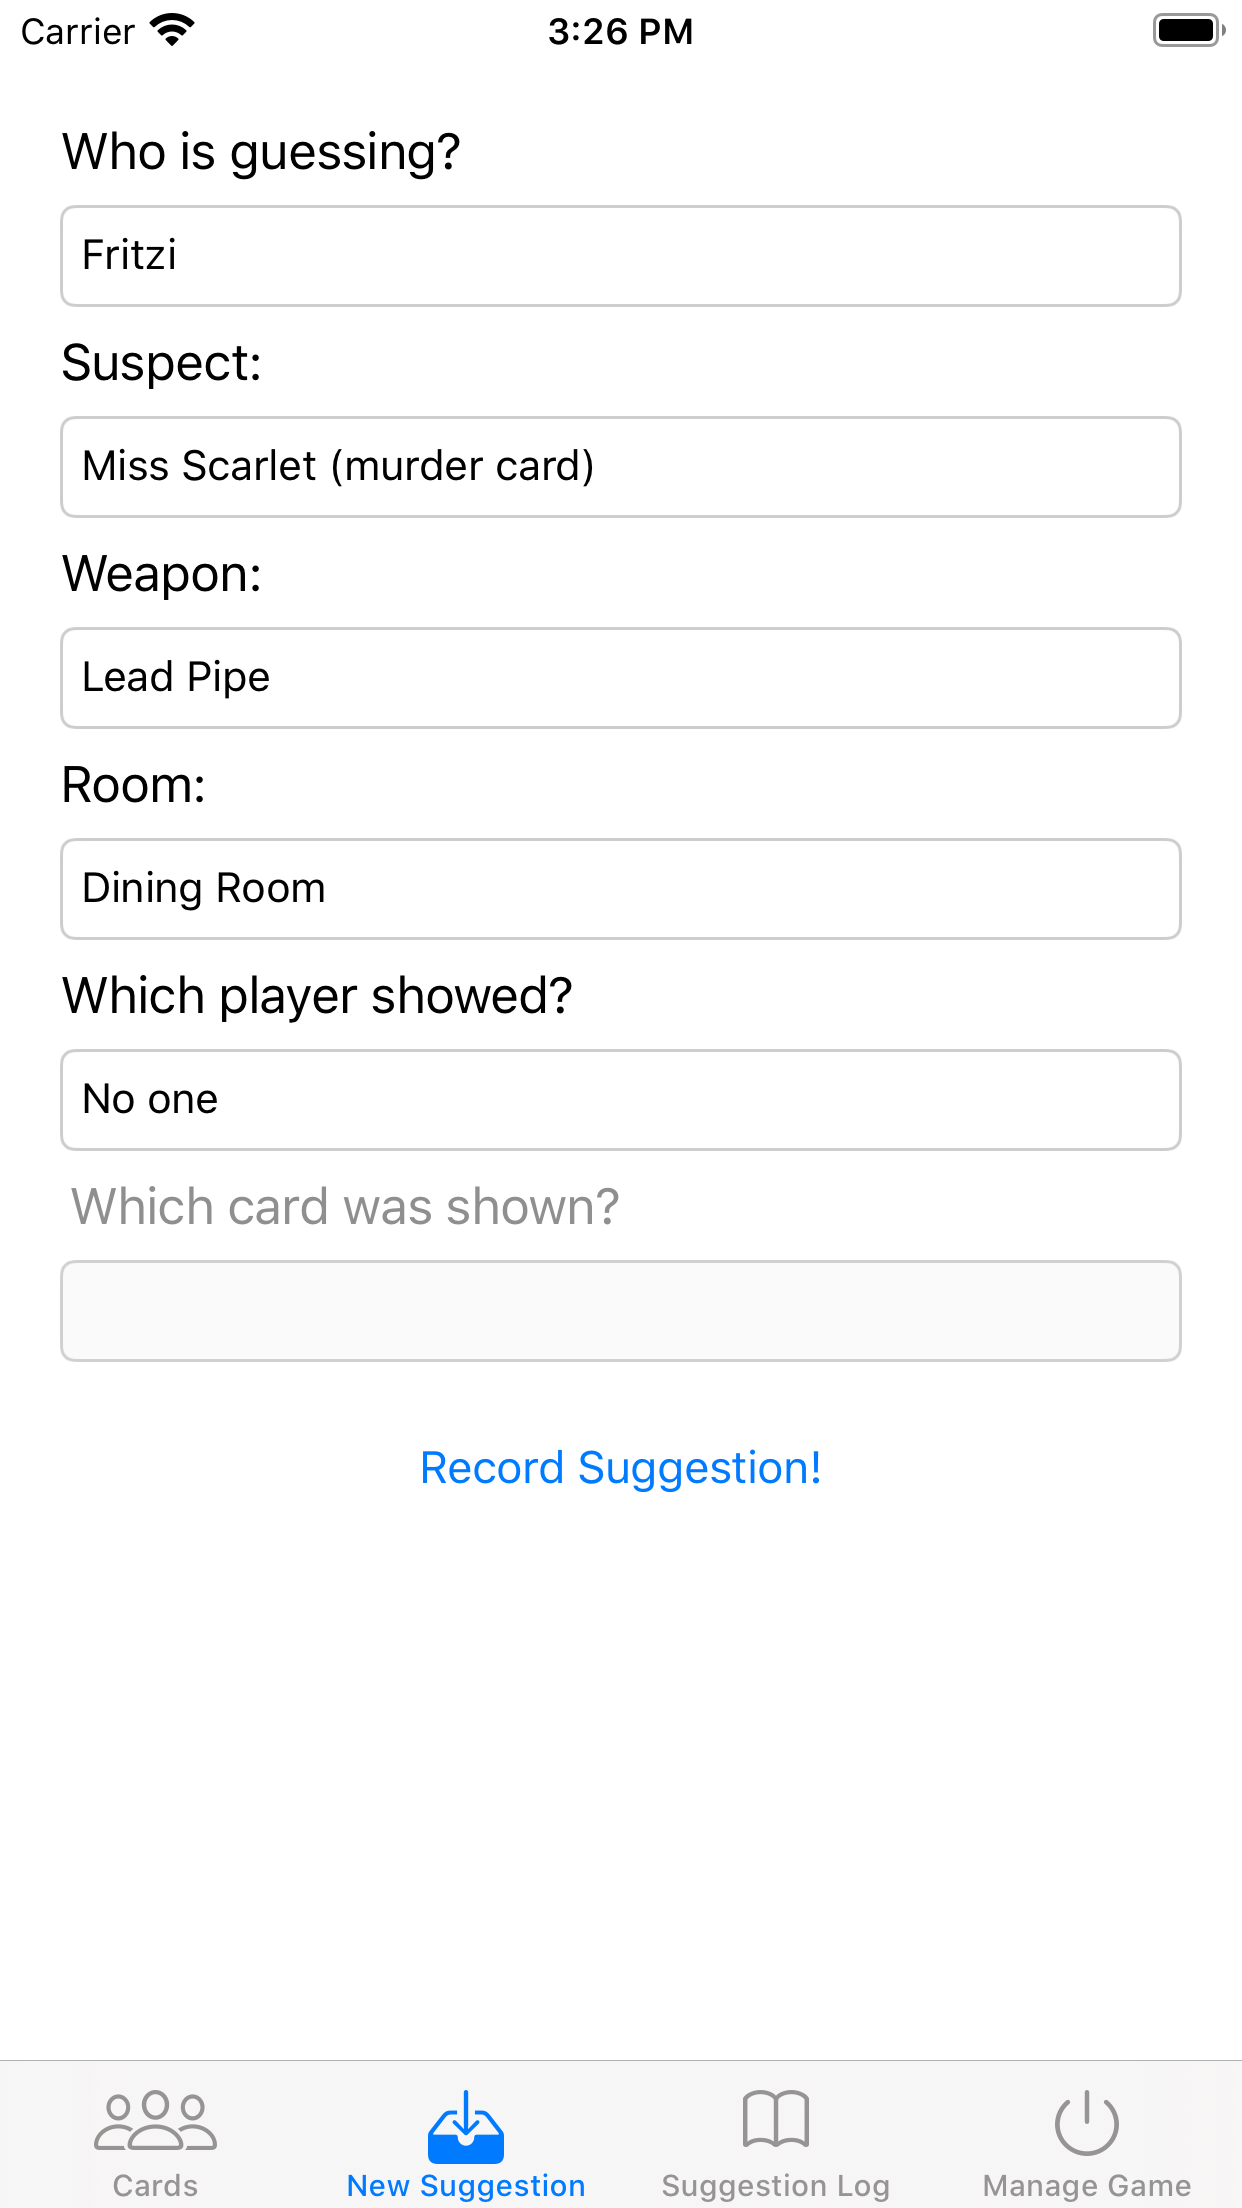 Carrier 3:26 PM
Who is guessing?
Fritzi
Suspect:
Miss Scarlet (murder card)
Weapon:
Lead Pipe
Room:
Dining Room
Which player showed?
No one
Which card was shown?
Record Suggestion!
Cards New Suggestion Suggestion Log Manage Game